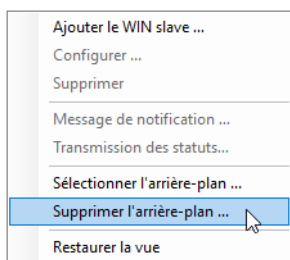 Ajouter le WIN slave ...
Configurer ...
Supprimer
Message de notification ...
Transmission des statuts...
Sélectionner l'arrière-plan ...
Supprimer l'arrière-plan ...
Restaurer la vue